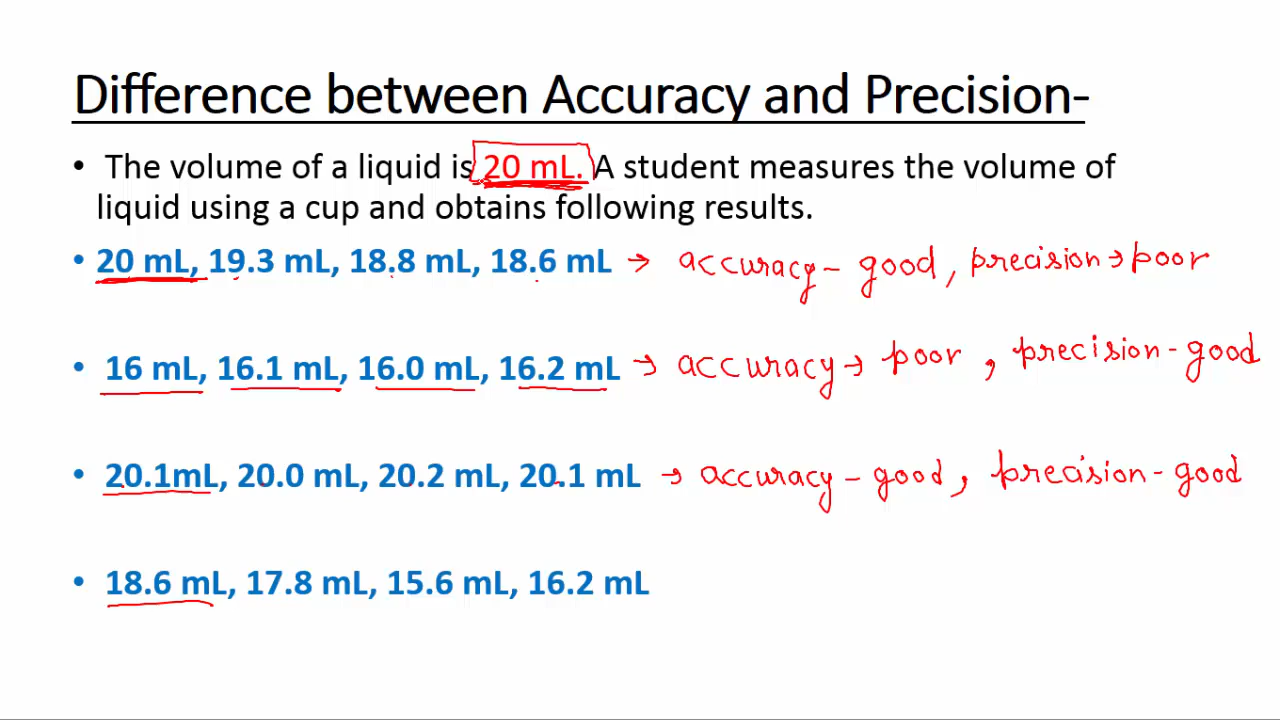 Difference between Accuracy and Precision-
• The volume of a liquid is 20 mL. A student measures the volume of
liquid using a cup and obtains following results.
• 20 mL, 19.3 mL, 18.8 mL, 18.6 mL → accuracy - good, precision → poor
• 16 mL, 16.1 mL, 16.0 mL, 16.2 mL → accuracy → poor, precision - good
• 20.1mL, 20.0 mL, 20.2 mL, 20.1 mL → accuracy - good, precision - good
• 18.6 mL, 17.8 mL, 15.6 mL, 16.2 mL